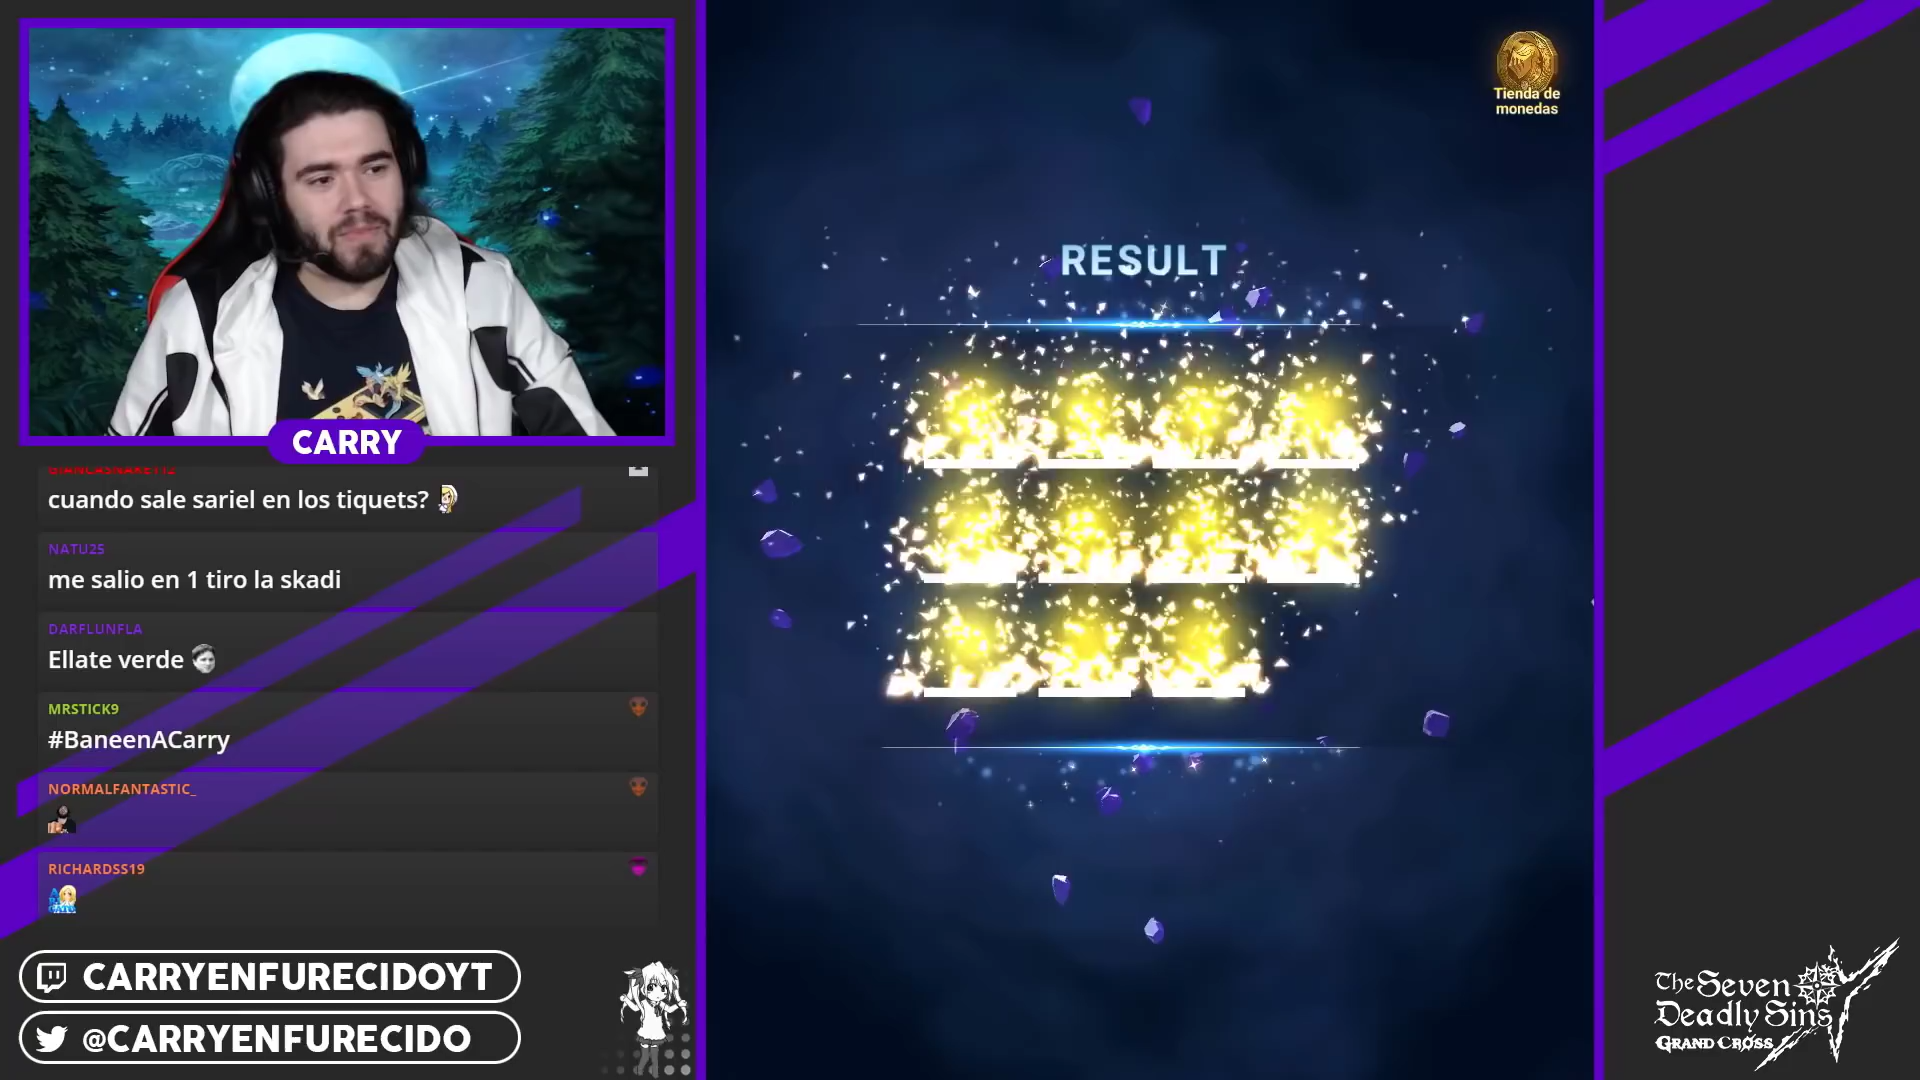 CARRY
GIANCASNAKE112
cuando sale sariel en los tiquets?
NATU25
me salio en 1 tiro la skadi
DARFLUNFLA
Ellate verde
MRSTICK9
#BaneenACarry
NORMALFANTASTIC_
RICHARDSS19
CARRYENFURECIDOYT
@CARRYENFURECIDO
Tienda de
monedas
RESULT
The Seven
Deadly Sins
GRAND CROSS